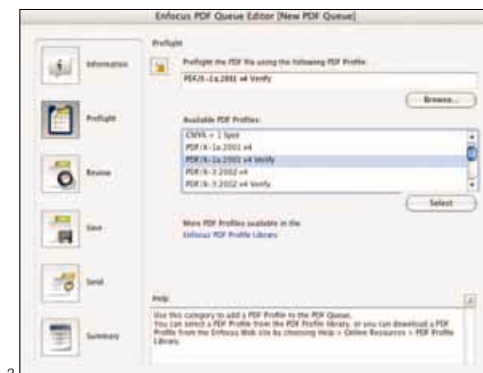 Enfocus PDF Queue Editor [New PDF Queue]
Information
Preflight
Review
Save
Send
Summary
Preflight
Preflight the PDF file using the following PDF Profile:
PDF/X-1a:2001 v4 Verify
Browse...
Available PDF Profiles:
CMYK + 1 Spot
PDF/X-1a:2001 v4
PDF/X-1a:2001 v4 Verify
PDF/X-3:2002 v4
PDF/X-3:2002 v4 Verify
Select
More PDF Profiles available in the
Enfocus PDF Profile Library
Help
Use this category to add a PDF Profile to the PDF Queue.
You can select a PDF Profile from the PDF Profile library, or you can download a PDF
Profile from the Enfocus Web site by choosing Help > Online Resources > PDF Profile
Library.